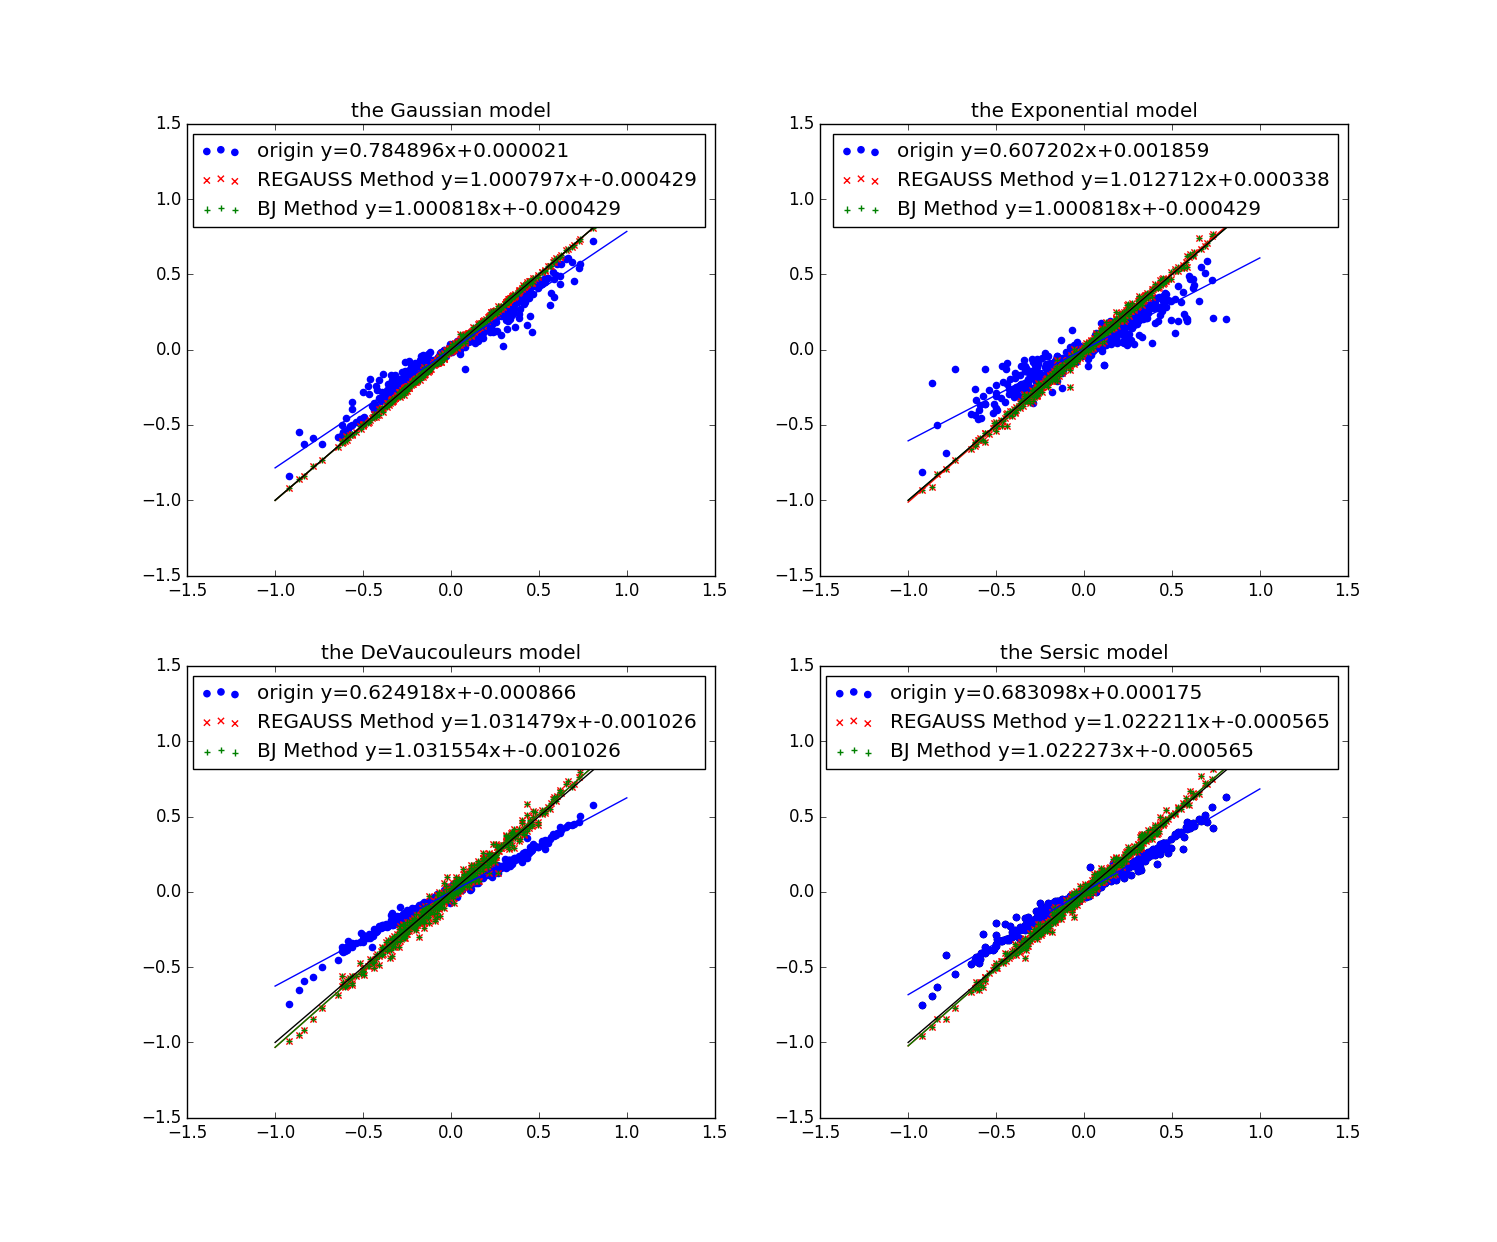 the Gaussian model
origin y=0.784896x+0.000021
REGAUSS Method y=1.000797x+-0.000429
BJ Method y=1.000818x+-0.000429
1.5
1.0
0.5
0.0
−0.5
−1.0
−1.5
−1.5 −1.0 −0.5 0.0 0.5 1.0 1.5
the Exponential model
origin y=0.607202x+0.001859
REGAUSS Method y=1.012712x+0.000338
BJ Method y=1.000818x+-0.000429
1.5
1.0
0.5
0.0
−0.5
−1.0
−1.5
−1.5 −1.0 −0.5 0.0 0.5 1.0 1.5
the DeVaucouleurs model
origin y=0.624918x+-0.000866
REGAUSS Method y=1.031479x+-0.001026
BJ Method y=1.031554x+-0.001026
1.5
1.0
0.5
0.0
−0.5
−1.0
−1.5
−1.5 −1.0 −0.5 0.0 0.5 1.0 1.5
the Sersic model
origin y=0.683098x+0.000175
REGAUSS Method y=1.022211x+-0.000565
BJ Method y=1.022273x+-0.000565
1.5
1.0
0.5
0.0
−0.5
−1.0
−1.5
−1.5 −1.0 −0.5 0.0 0.5 1.0 1.5